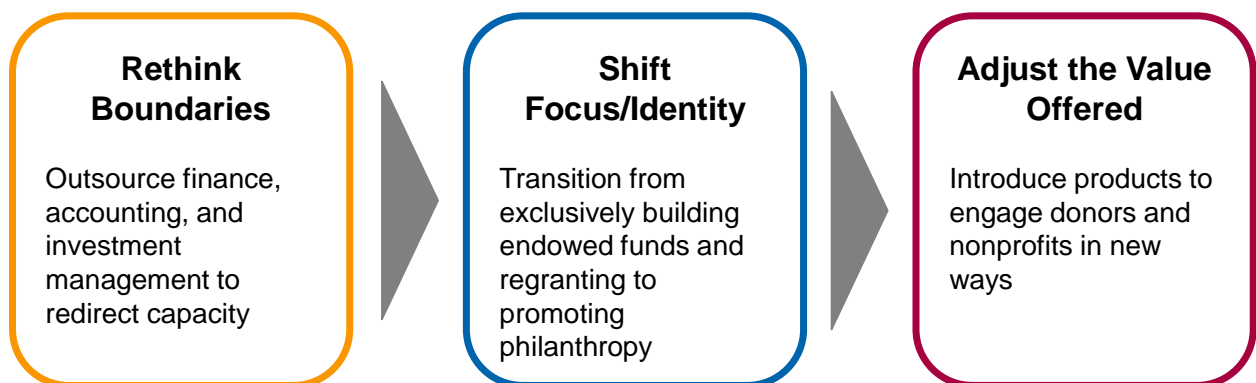 Rethink
Boundaries
Outsource finance,
accounting, and
investment
management to
redirect capacity
Shift
Focus/Identity
Transition from
exclusively building
endowed funds and
regranting to
promoting
philanthropy
Adjust the Value
Offered
Introduce products to
engage donors and
nonprofits in new
ways